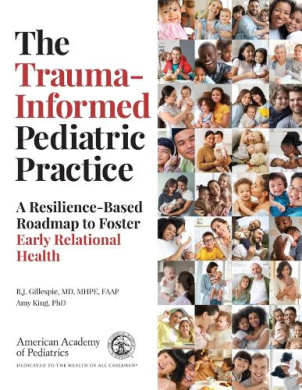 The
Trauma-
Informed
Pediatric
Practice
A Resilience-Based
Roadmap to Foster
Early Relational
Health
R.J. Gillespie, MD, MHPE, FAAP
Amy King, PhD
American Academy
of Pediatrics
DEDICATED TO THE HEALTH OF ALL CHILDREN®